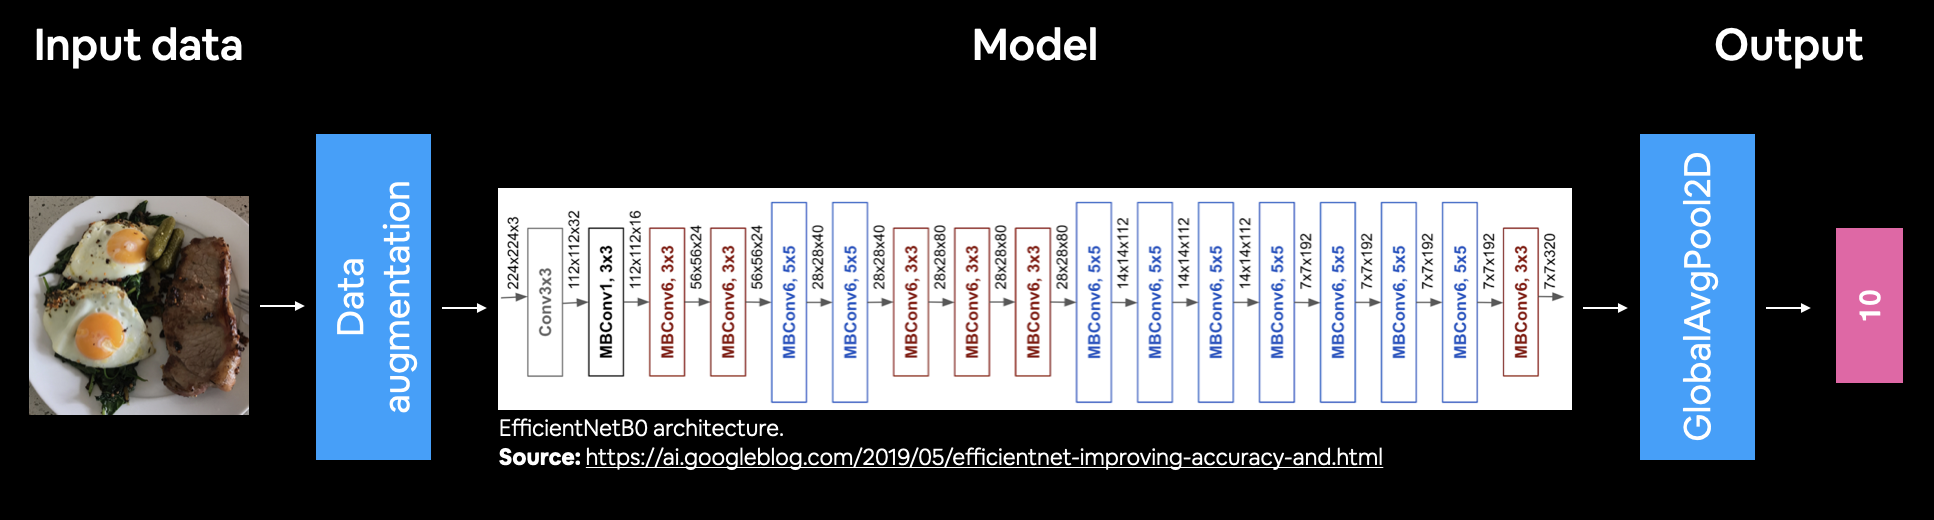 Input data
Model
Output
Data
augmentation
224x224x3
Conv3x3
112x112x32
MBConv1, 3x3
112x112x16
MBConv6, 3x3
56x56x24
MBConv6, 3x3
56x56x24
MBConv6, 5x5
28x28x40
MBConv6, 5x5
28x28x40
MBConv6, 3x3
28x28x80
MBConv6, 3x3
28x28x80
MBConv6, 3x3
28x28x80
MBConv6, 5x5
14x14x112
MBConv6, 5x5
14x14x112
MBConv6, 5x5
14x14x112
MBConv6, 5x5
7x7x192
MBConv6, 5x5
7x7x192
MBConv6, 5x5
7x7x192
MBConv6, 5x5
7x7x192
MBConv6, 3x3
7x7x320
GlobalAvgPool2D
10
EfficientNetB0 architecture.
Source: https://ai.googleblog.com/2019/05/efficientnet-improving-accuracy-and.html